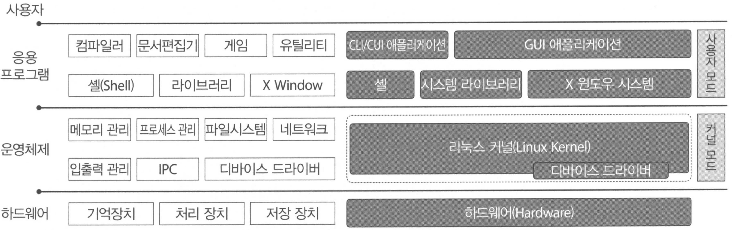 사용자
응용
프로그램
컴파일러 문서편집기 게임 유틸리티
셸(Shell) 라이브러리 X Window
CLI/CUI 애플리케이션 GUI 애플리케이션
셸 시스템 라이브러리 X 윈도우 시스템
사용자 모드
운영체제
메모리 관리 프로세스 관리 파일시스템 네트워크
입출력 관리 IPC 디바이스 드라이버
리눅스 커널(Linux Kernel)
디바이스 드라이버
커널 모드
하드웨어
기억장치 처리 장치 저장 장치
하드웨어(Hardware)